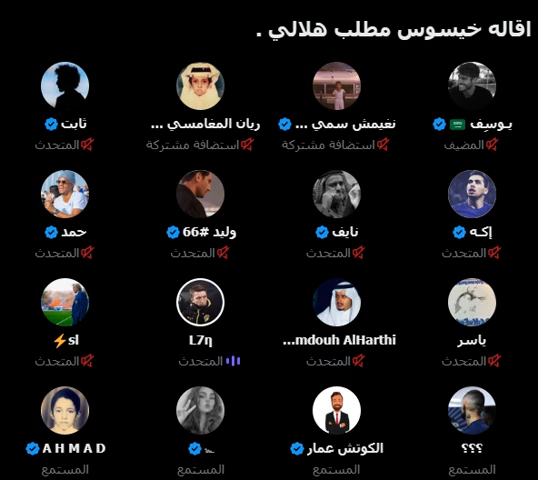 اقاله خيسوس مطلب هلالي .
يـوسِف 🇸🇦 نغيمش سمي ... ريان المغامسي ... ثابت
المضيف استضافة مشتركة استضافة مشتركة المتحدث
إكـه نايف وليد #66 حمد
المتحدث المتحدث المتحدث المتحدث
ياسر mdouh AlHarthi... L7η sl⚡
المتحدث المتحدث المتحدث المتحدث
؟؟؟ الكوتش عمار A H M A D
المستمع المستمع المستمع المستمع